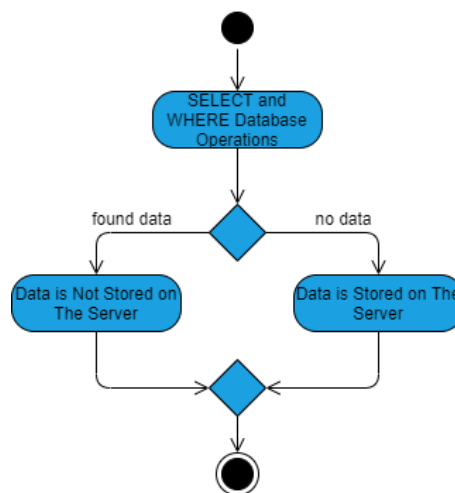 SELECT and
WHERE Database
Operations
found data
no data
Data is Not Stored on
The Server
Data is Stored on The
Server